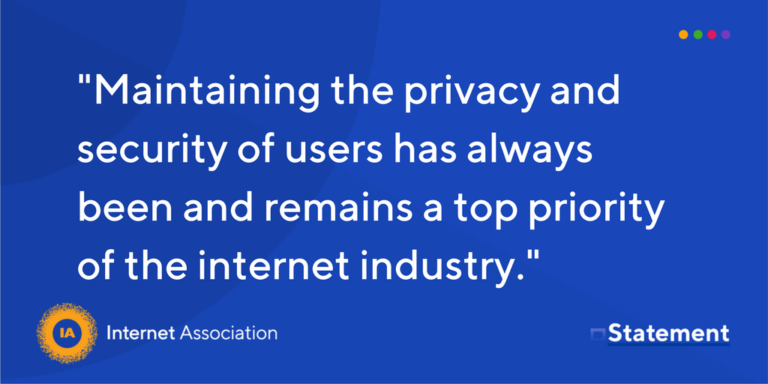 "Maintaining the privacy and
security of users has always
been and remains a top priority
of the internet industry."
IA
Internet Association
Statement